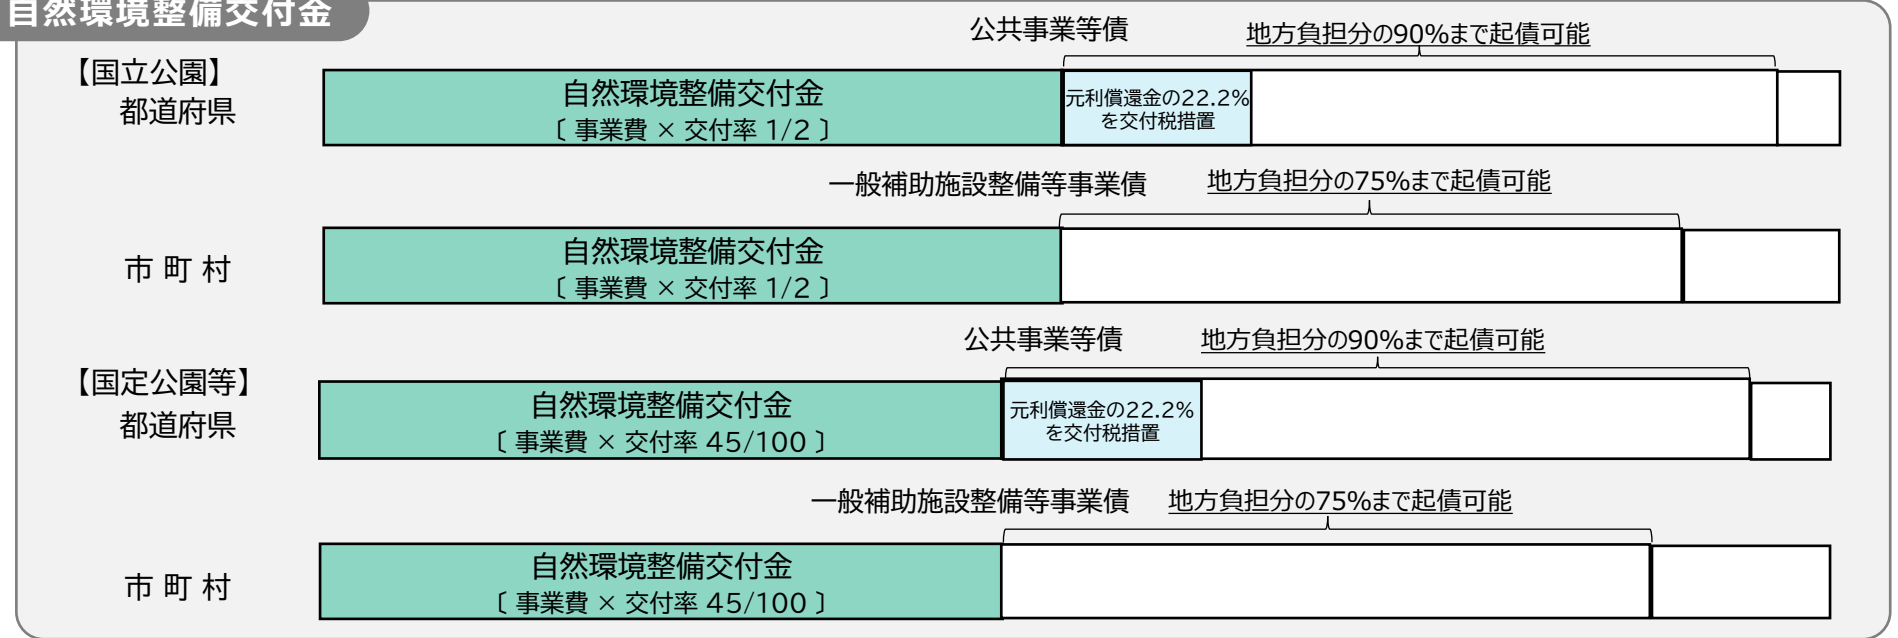 自然環境整備交付金
公共事業等債
地方負担分の90%まで起債可能
【国立公園】
都道府県
自然環境整備交付金
〔 事業費 × 交付率 1/2 〕
元利償還金の22.2%
を交付税措置
一般補助施設整備等事業債
地方負担分の75%まで起債可能
市 町 村
自然環境整備交付金
〔 事業費 × 交付率 1/2 〕
公共事業等債
地方負担分の90%まで起債可能
【国定公園等】
都道府県
自然環境整備交付金
〔 事業費 × 交付率 45/100 〕
元利償還金の22.2%
を交付税措置
一般補助施設整備等事業債
地方負担分の75%まで起債可能
市 町 村
自然環境整備交付金
〔 事業費 × 交付率 45/100 〕